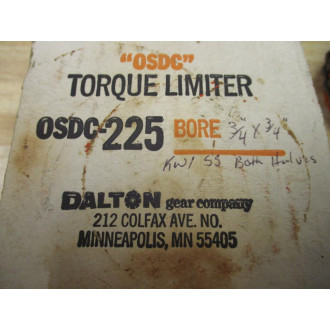 "OSDC"
TORQUE LIMITER
OSDC-225 BORE 3/4 X 3/4"
KW/ SS Both Halves
DALTON gear company
212 COLFAX AVE. NO.
MINNEAPOLIS, MN 55405